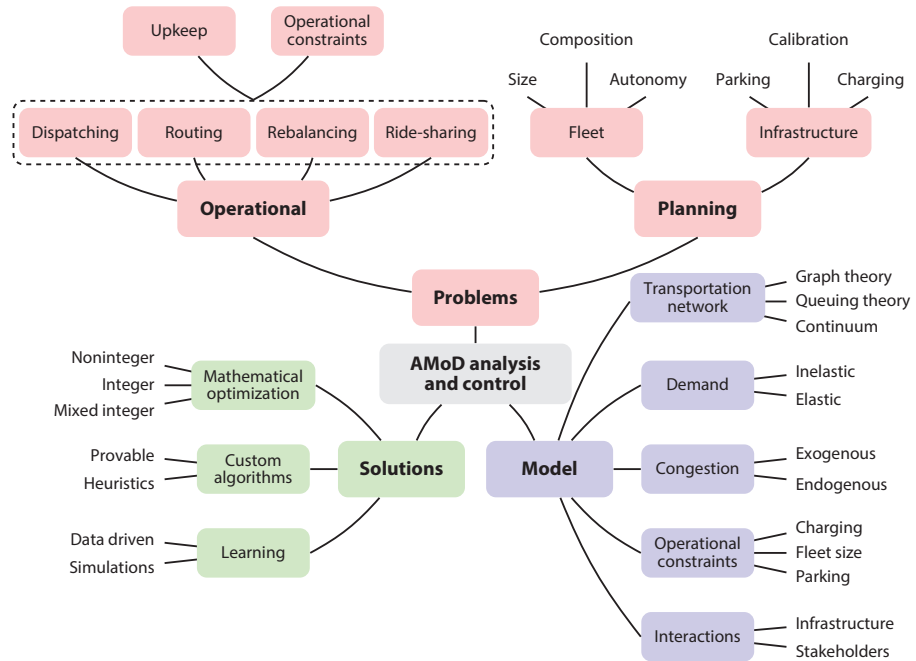 Upkeep
Operational
constraints
Composition
Calibration
Size
Autonomy
Parking
Charging
Dispatching
Routing
Rebalancing
Ride-sharing
Fleet
Infrastructure
Operational
Planning
Problems
Transportation
network
Graph theory
Queuing theory
Continuum
AMoD analysis
and control
Noninteger
Integer
Mixed integer
Mathematical
optimization
Demand
Inelastic
Elastic
Provable
Heuristics
Custom
algorithms
Solutions
Model
Congestion
Exogenous
Endogenous
Data driven
Simulations
Learning
Operational
constraints
Charging
Fleet size
Parking
Interactions
Infrastructure
Stakeholders